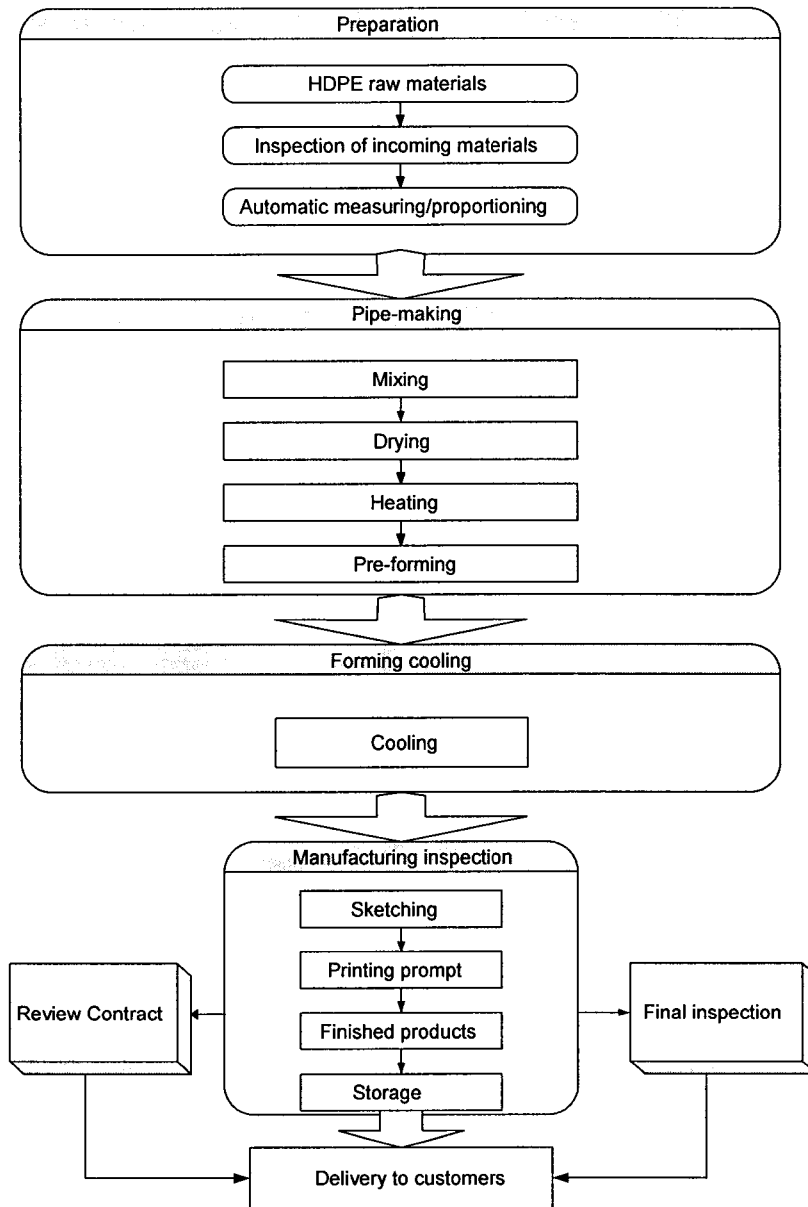 Preparation
HDPE raw materials
Inspection of incoming materials
Automatic measuring/proportioning
Pipe-making
Mixing
Drying
Heating
Pre-forming
Forming cooling
Cooling
Manufacturing inspection
Sketching
Printing prompt
Review Contract
Final inspection
Finished products
Storage
Delivery to customers